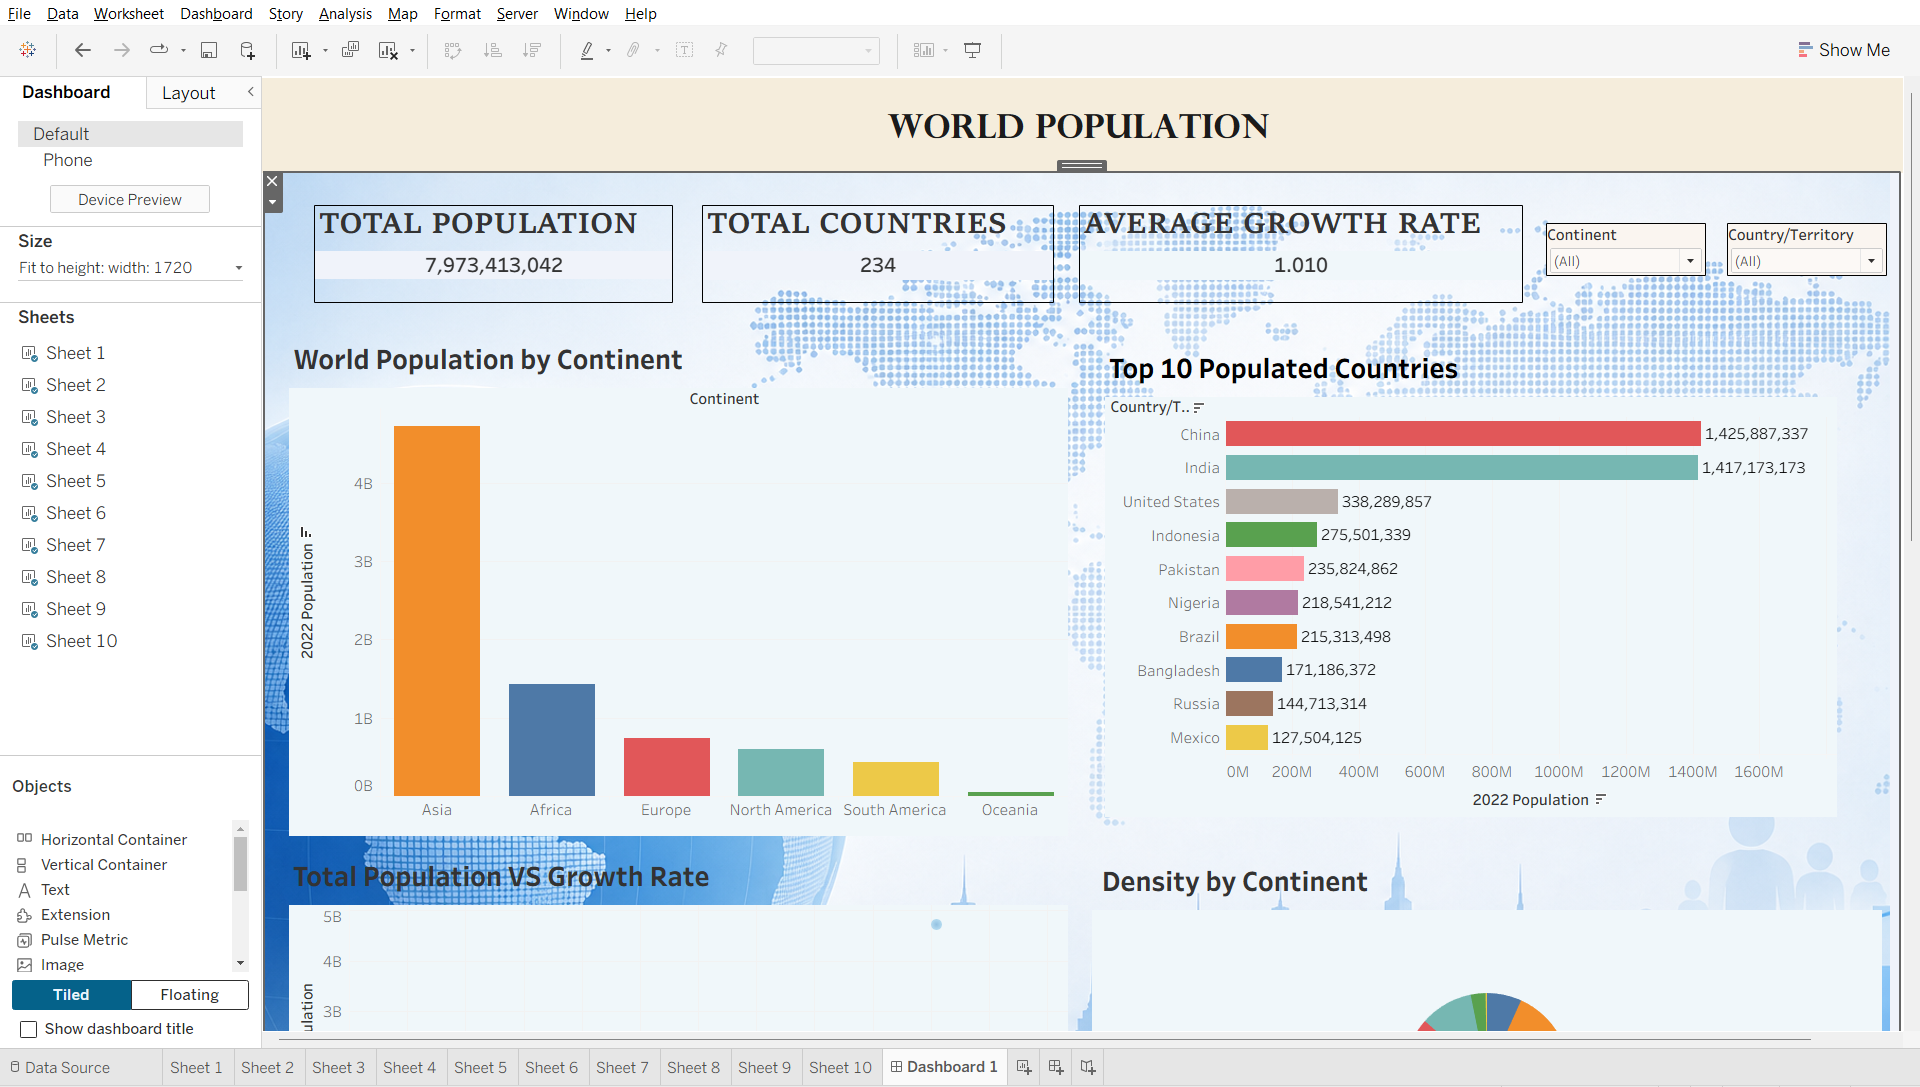 File Data Worksheet Dashboard Story Analysis Map Format Server Window Help
Show Me
Dashboard Layout
Default
Phone
Device Preview
Size
Fit to height: width: 1720
Sheets
Sheet 1
Sheet 2
Sheet 3
Sheet 4
Sheet 5
Sheet 6
Sheet 7
Sheet 8
Sheet 9
Sheet 10
Objects
Horizontal Container
Vertical Container
Text
Extension
Pulse Metric
Image
Tiled Floating
Show dashboard title
WORLD POPULATION
TOTAL POPULATION
7,973,413,042
TOTAL COUNTRIES
234
AVERAGE GROWTH RATE
1.010
Continent
(All)
Country/Territory
(All)
World Population by Continent
Continent
2022 Population
4B
3B
2B
1B
0B
Asia Africa Europe North America South America Oceania
Top 10 Populated Countries
Country/T..
China 1,425,887,337
India 1,417,173,173
United States 338,289,857
Indonesia 275,501,339
Pakistan 235,824,862
Nigeria 218,541,212
Brazil 215,313,498
Bangladesh 171,186,372
Russia 144,713,314
Mexico 127,504,125
0M 200M 400M 600M 800M 1000M 1200M 1400M 1600M
2022 Population
Total Population VS Growth Rate
5B
4B
3B
ulation
Density by Continent
Data Source Sheet 1 Sheet 2 Sheet 3 Sheet 4 Sheet 5 Sheet 6 Sheet 7 Sheet 8 Sheet 9 Sheet 10 Dashboard 1